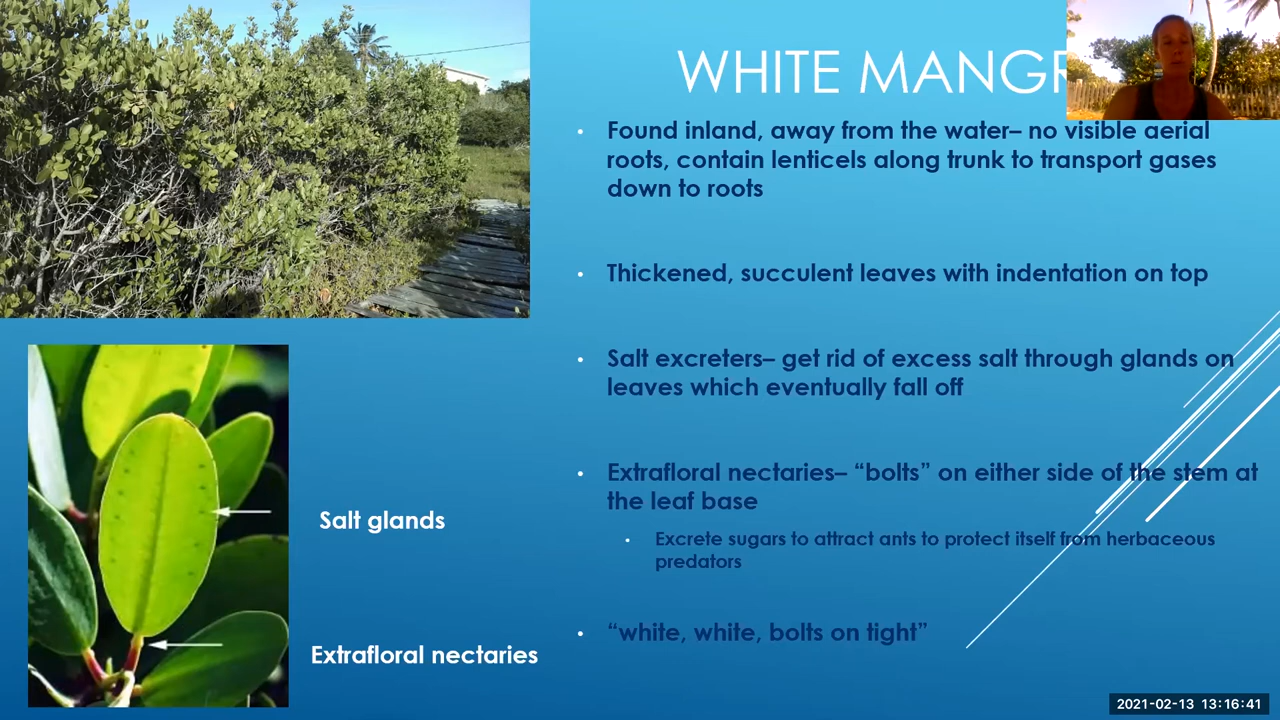 WHITE MANGR
Found inland, away from the water– no visible aerial
roots, contain lenticels along trunk to transport gases
down to roots
Thickened, succulent leaves with indentation on top
Salt excreters– get rid of excess salt through glands on
leaves which eventually fall off
Extrafloral nectaries– “bolts” on either side of the stem at
the leaf base
Excrete sugars to attract ants to protect itself from herbaceous
predators
“white, white, bolts on tight”
Salt glands
Extrafloral nectaries
2021-02-13 13:16:41